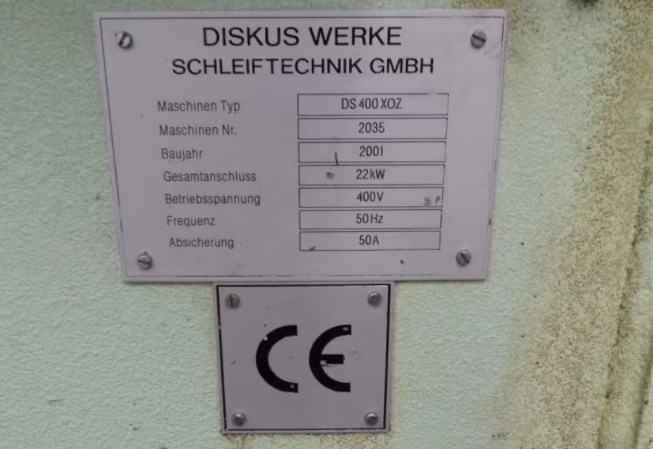 DISKUS WERKE
SCHLEIFTECHNIK GMBH
Maschinen Typ DS 400 XOZ
Maschinen Nr. 2035
Baujahr 2001
Gesamtanschluss 22kW
Betriebsspannung 400V
Frequenz 50Hz
Absicherung 50A
CE